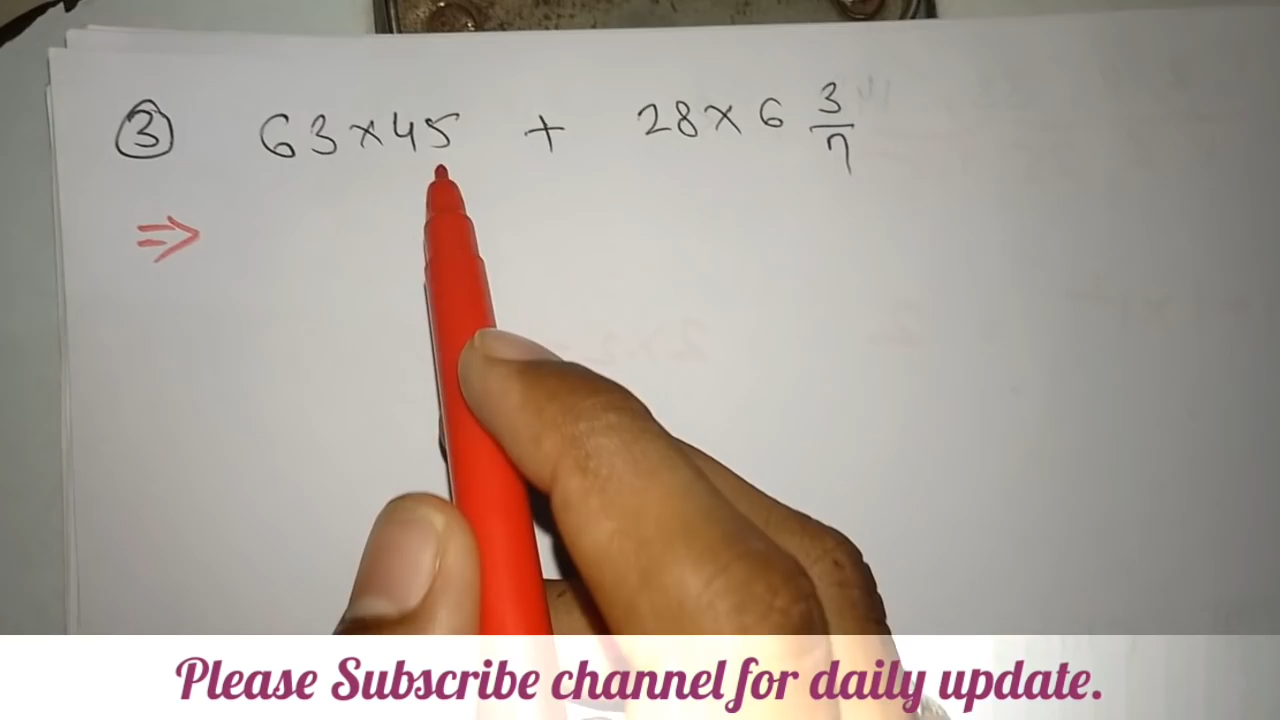 ③ 63×45 + 28×6 3/7
⇒
Please Subscribe channel for daily update.